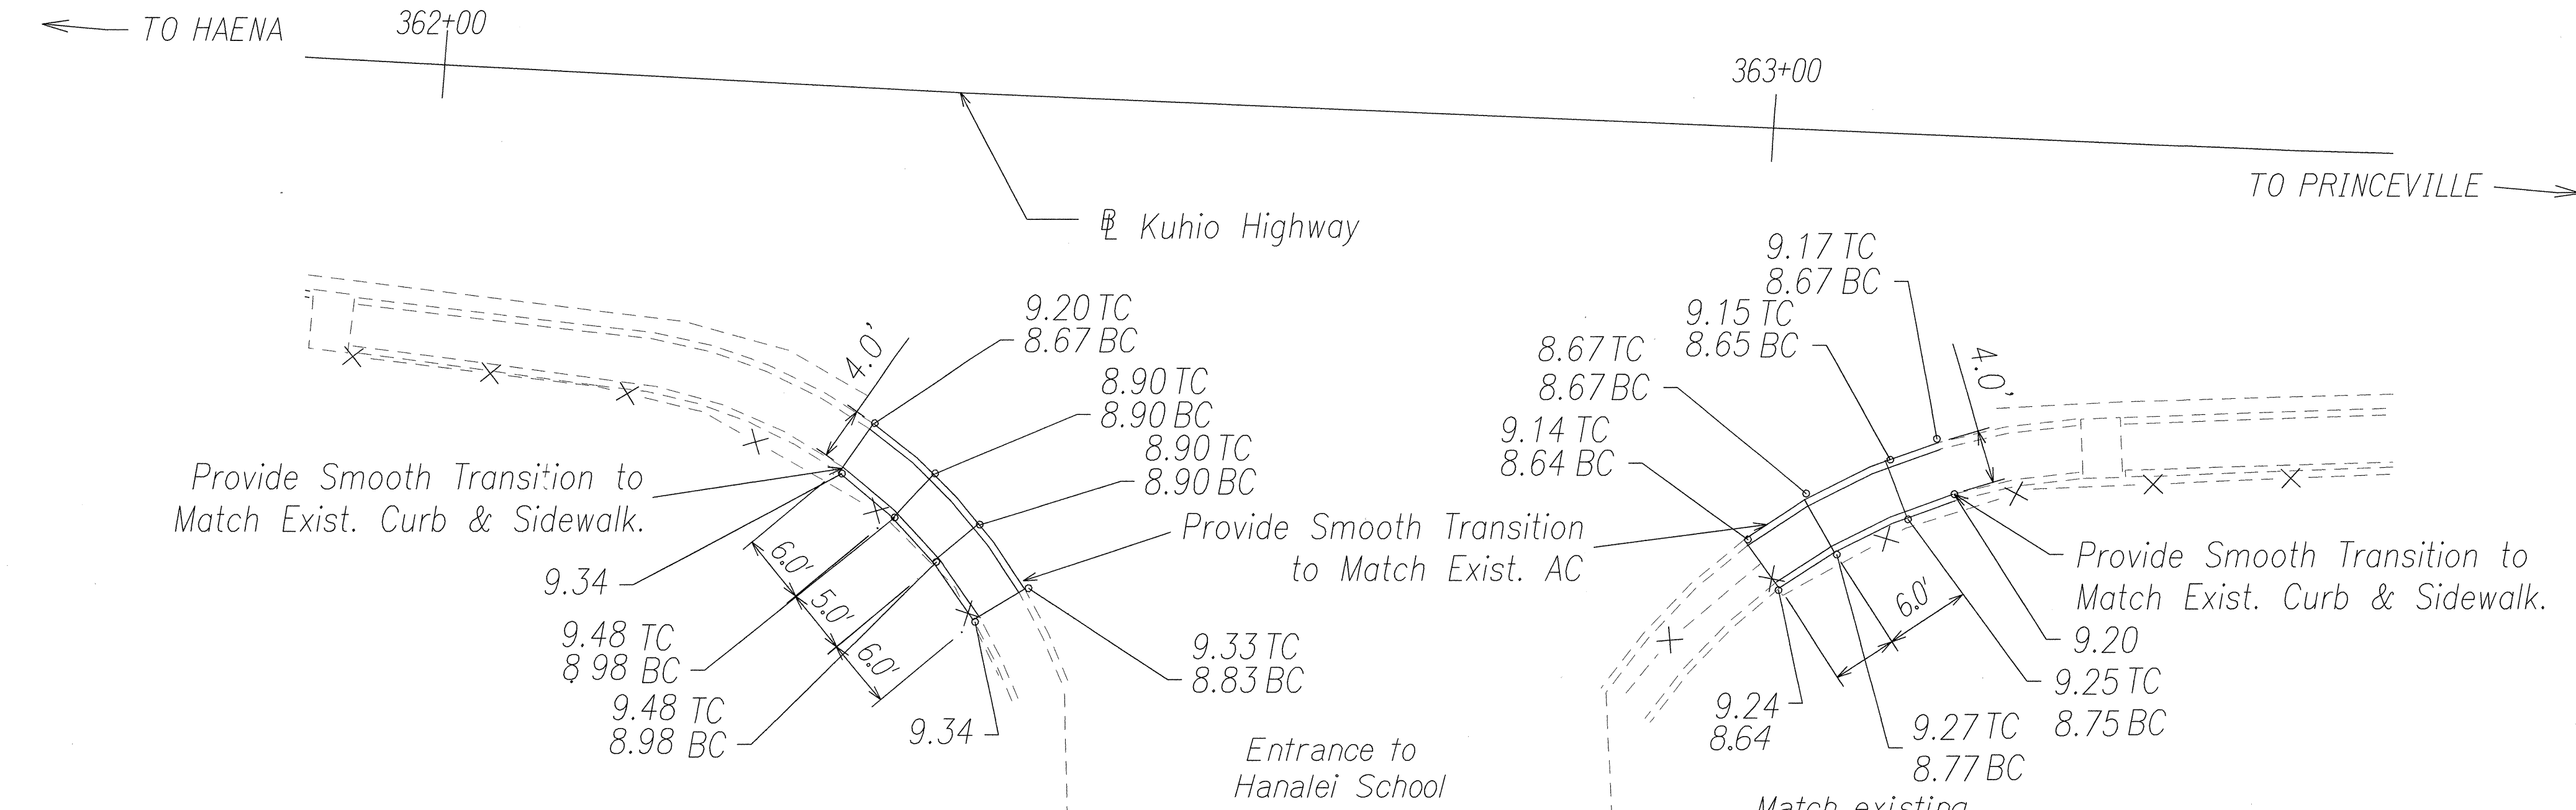 TO HAENA
362+00
363+00
TO PRINCEVILLE
℄ Kuhio Highway
9.20 TC
8.67 BC
4.0'
8.90 TC
8.90 BC
8.90 TC
8.90 BC
Provide Smooth Transition to
Match Exist. Curb & Sidewalk.
6.0'
5.0'
6.0'
9.34
9.48 TC
8.98 BC
9.48 TC
8.98 BC
9.34
9.33 TC
8.83 BC
Provide Smooth Transition
to Match Exist. AC
Entrance to
Hanalei School
9.17 TC
8.67 BC
9.15 TC
8.65 BC
8.67 TC
8.67 BC
9.14 TC
8.64 BC
4.0'
6.0'
Provide Smooth Transition to
Match Exist. Curb & Sidewalk.
9.20
9.25 TC
8.75 BC
9.24
8.64
9.27 TC
8.77 BC
Match existing